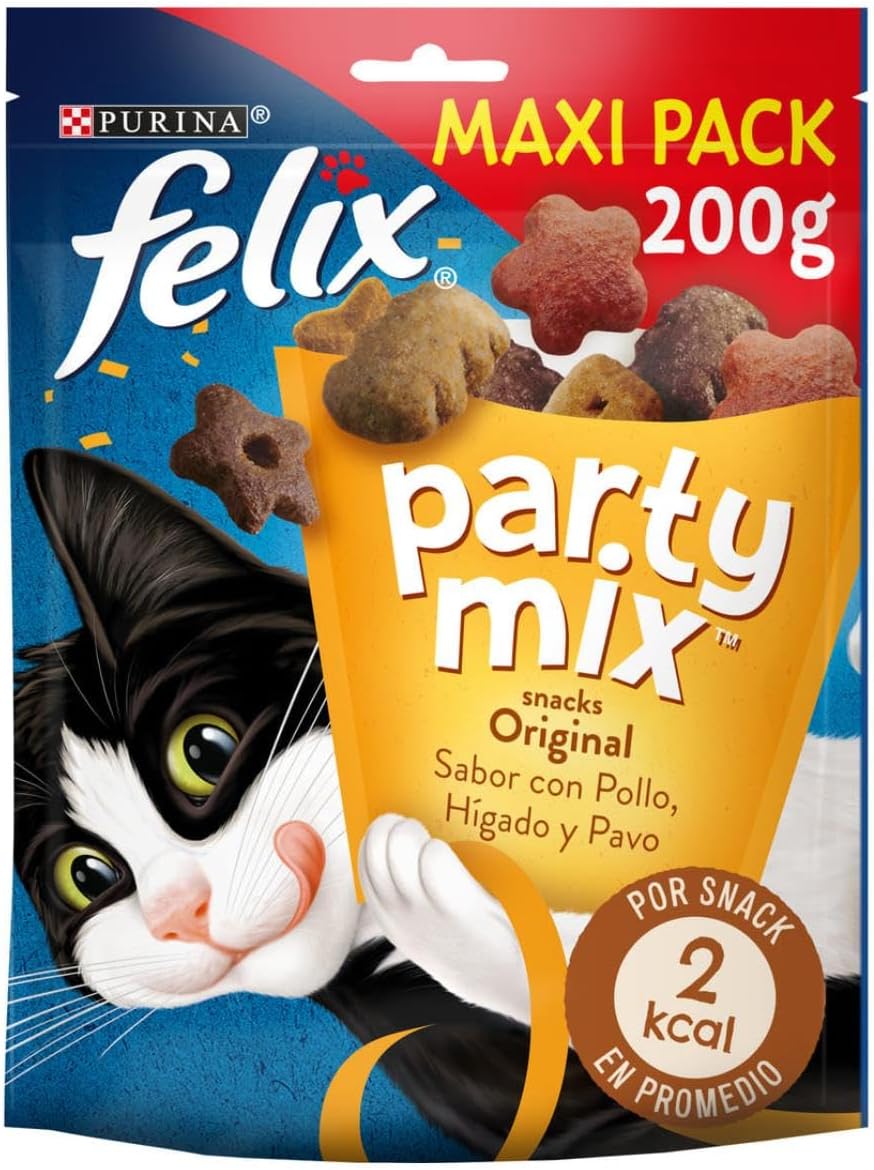 PURINA®
felix®
MAXI PACK
200g
party
mix™
snacks
Original
Sabor con Pollo,
Hígado y Pavo
POR SNACK
2
kcal
EN PROMEDIO